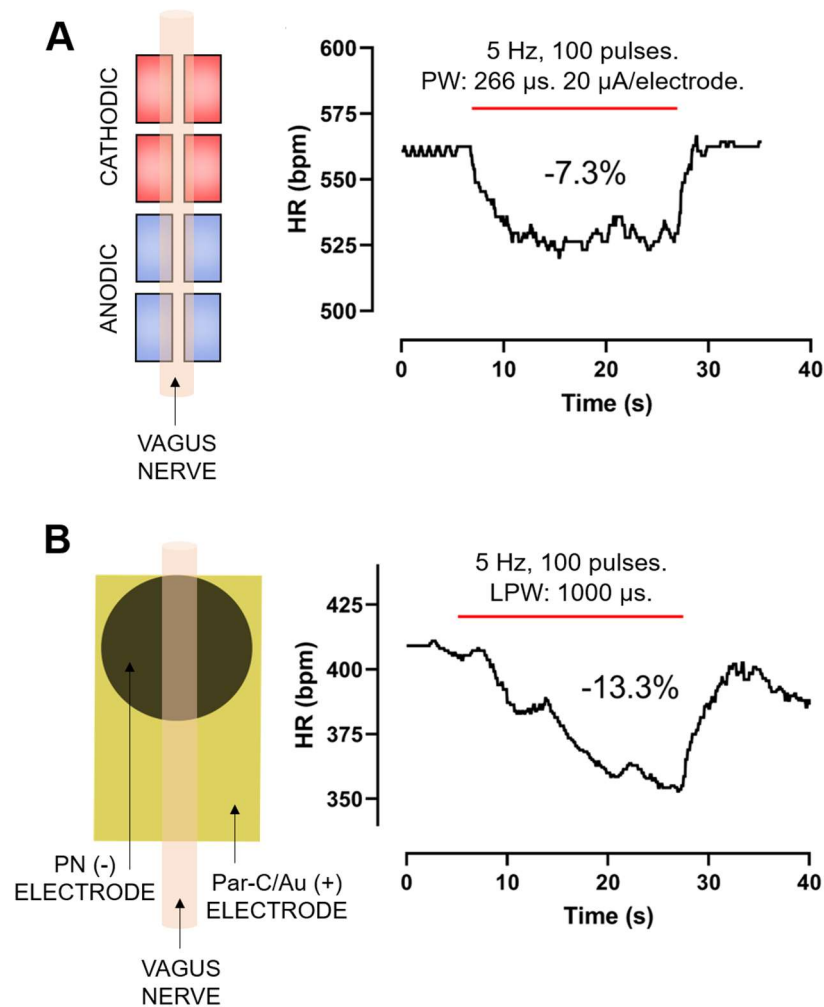 A
CATHODIC
ANODIC
VAGUS
NERVE
5 Hz, 100 pulses.
PW: 266 µs. 20 µA/electrode.
-7.3%
HR (bpm)
600
575
550
525
500
0 10 20 30 40
Time (s)
B
PN (-)
ELECTRODE
Par-C/Au (+)
ELECTRODE
VAGUS
NERVE
5 Hz, 100 pulses.
LPW: 1000 µs.
-13.3%
HR (bpm)
425
400
375
350
0 10 20 30 40
Time (s)